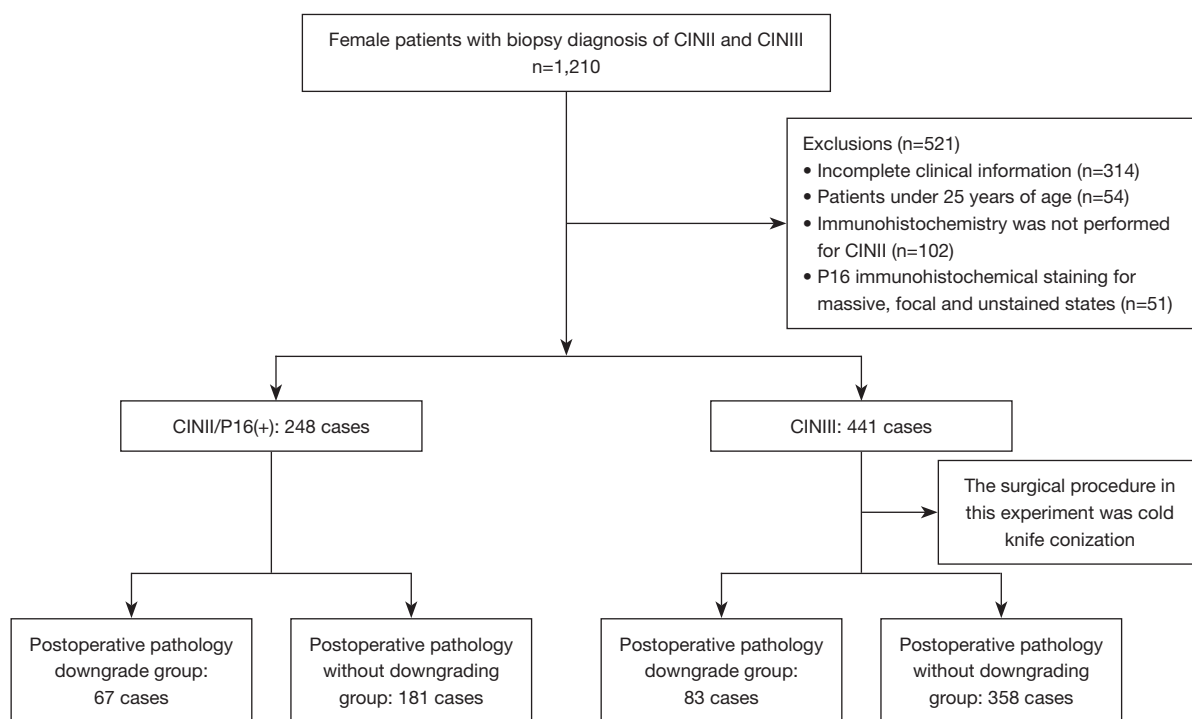 Female patients with biopsy diagnosis of CINII and CINIII
n=1,210
Exclusions (n=521)
• Incomplete clinical information (n=314)
• Patients under 25 years of age (n=54)
• Immunohistochemistry was not performed
for CINII (n=102)
• P16 immunohistochemical staining for
massive, focal and unstained states (n=51)
CINII/P16(+): 248 cases
CINIII: 441 cases
The surgical procedure in
this experiment was cold
knife conization
Postoperative pathology
downgrade group:
67 cases
Postoperative pathology
without downgrading
group: 181 cases
Postoperative pathology
downgrade group:
83 cases
Postoperative pathology
without downgrading
group: 358 cases